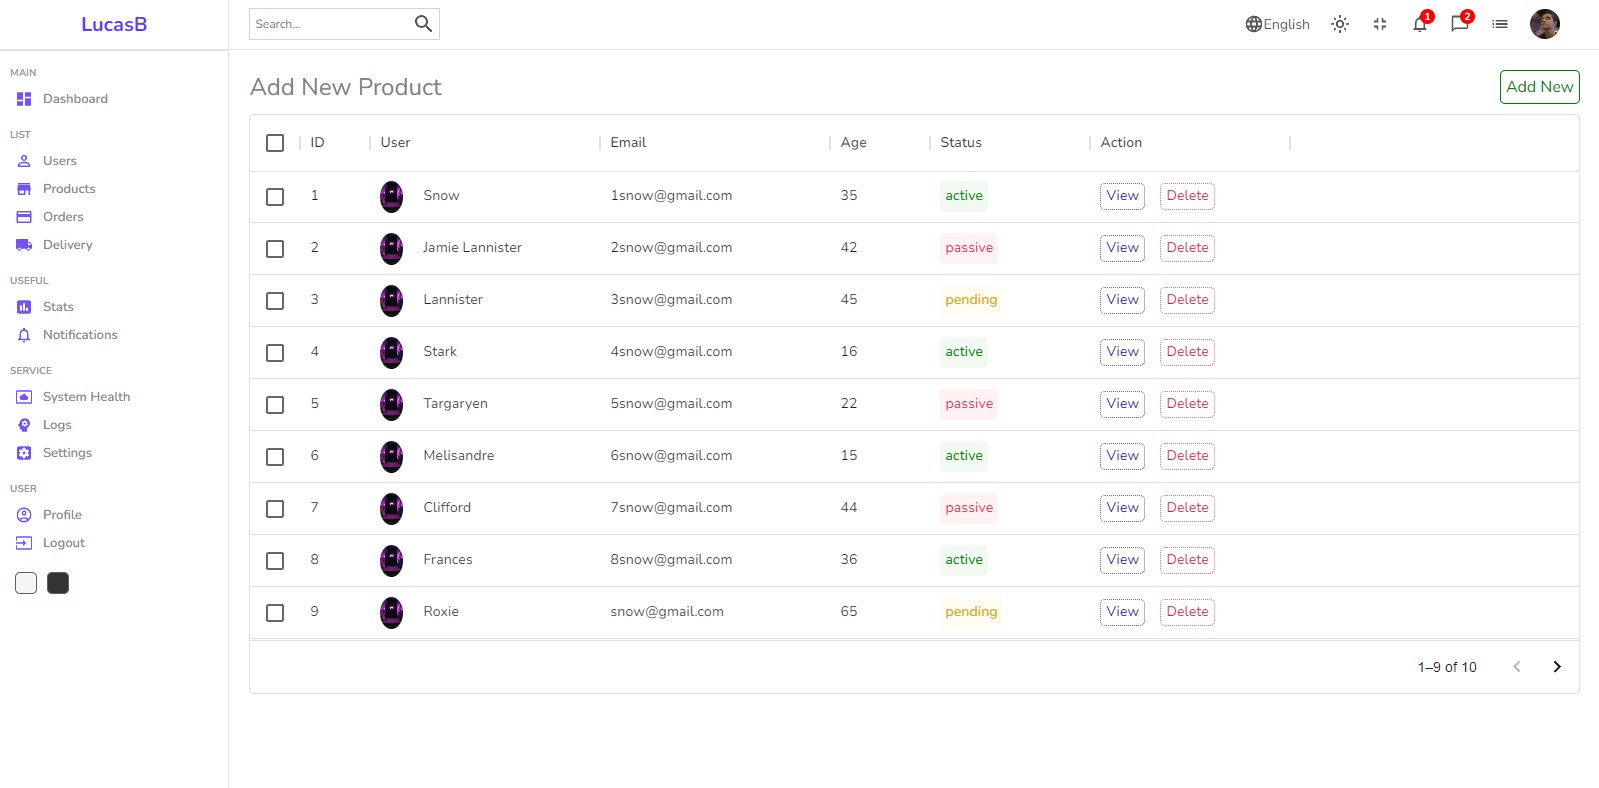 LucasB
Search...
English
1
2
MAIN
Dashboard
LIST
Users
Products
Orders
Delivery
USEFUL
Stats
Notifications
SERVICE
System Health
Logs
Settings
USER
Profile
Logout
Add New Product
Add New
ID User Email Age Status Action
1 Snow 1snow@gmail.com 35 active View Delete
2 Jamie Lannister 2snow@gmail.com 42 passive View Delete
3 Lannister 3snow@gmail.com 45 pending View Delete
4 Stark 4snow@gmail.com 16 active View Delete
5 Targaryen 5snow@gmail.com 22 passive View Delete
6 Melisandre 6snow@gmail.com 15 active View Delete
7 Clifford 7snow@gmail.com 44 passive View Delete
8 Frances 8snow@gmail.com 36 active View Delete
9 Roxie snow@gmail.com 65 pending View Delete
1–9 of 10